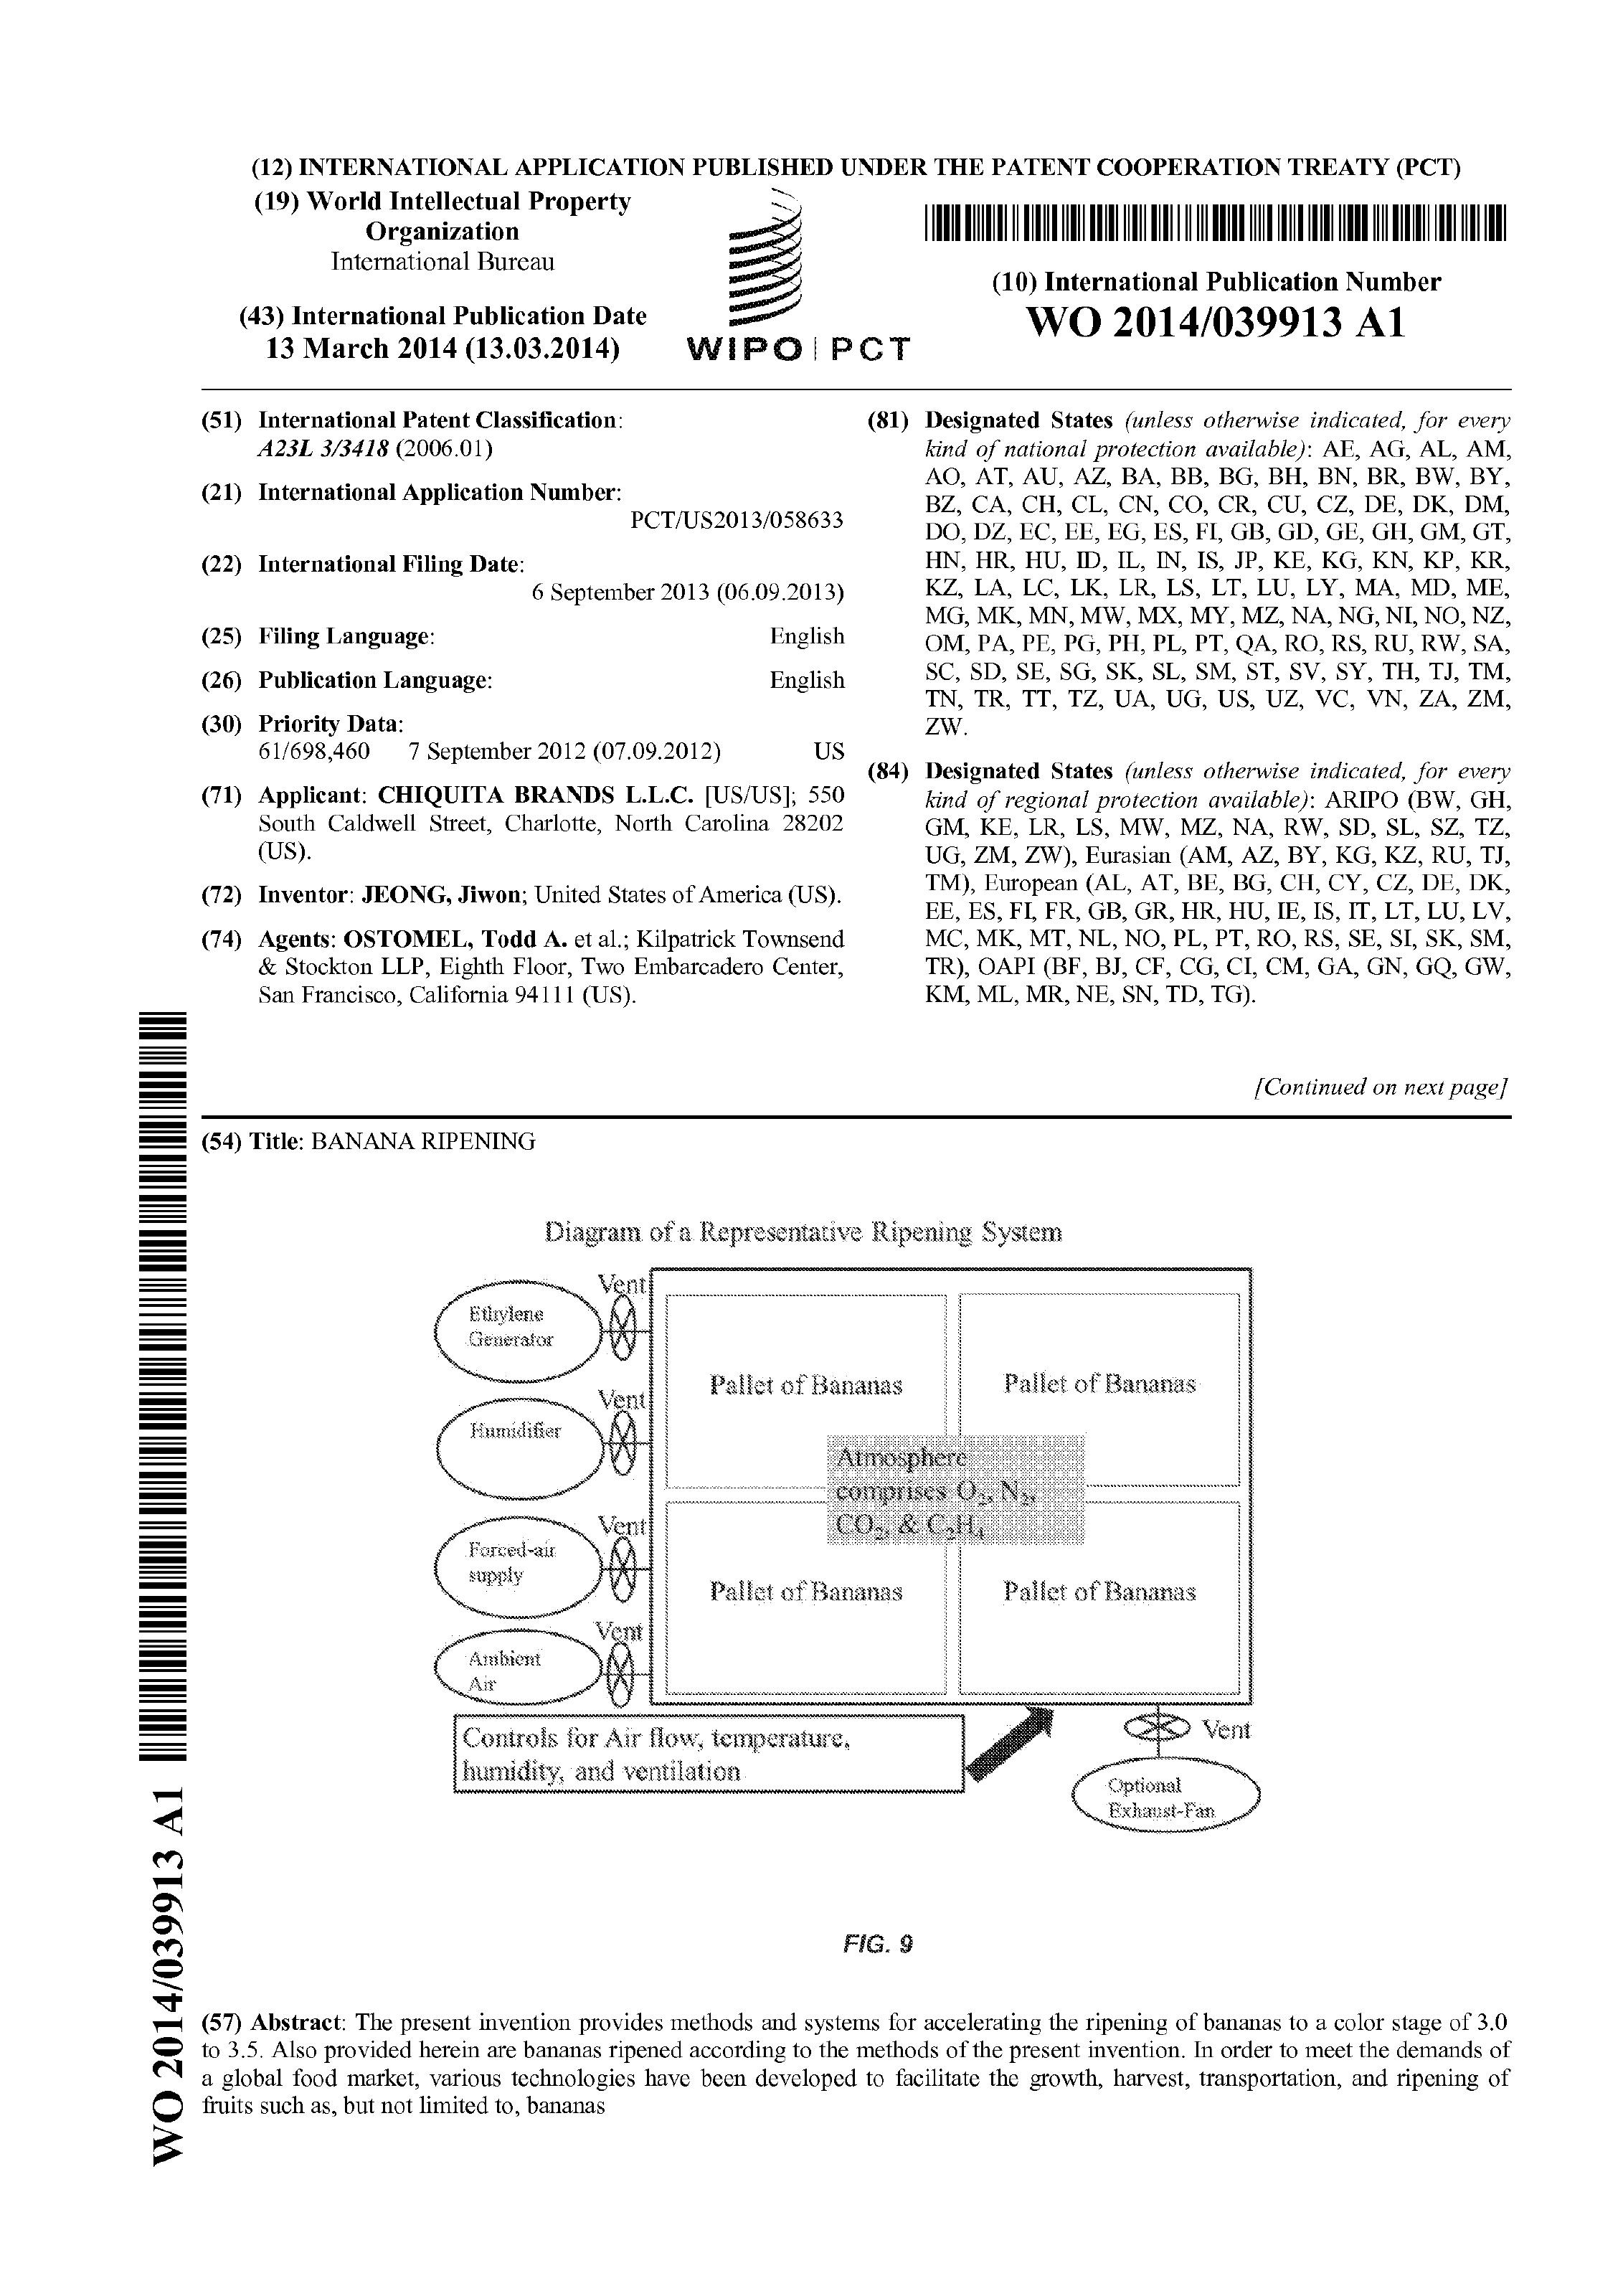 (12) INTERNATIONAL APPLICATION PUBLISHED UNDER THE PATENT COOPERATION TREATY (PCT)
(19) World Intellectual Property
Organization
International Bureau
(43) International Publication Date
13 March 2014 (13.03.2014)
WIPO | PCT
(10) International Publication Number
WO 2014/039913 A1
(51) International Patent Classification:
A23L 3/3418 (2006.01)
(21) International Application Number:
PCT/US2013/058633
(22) International Filing Date:
6 September 2013 (06.09.2013)
(25) Filing Language: English
(26) Publication Language: English
(30) Priority Data:
61/698,460 7 September 2012 (07.09.2012) US
(71) Applicant: CHIQUITA BRANDS L.L.C. [US/US]; 550
South Caldwell Street, Charlotte, North Carolina 28202
(US).
(72) Inventor: JEONG, Jiwon; United States of America (US).
(74) Agents: OSTOMEL, Todd A. et al.; Kilpatrick Townsend
& Stockton LLP, Eighth Floor, Two Embarcadero Center,
San Francisco, California 94111 (US).
(81) Designated States (unless otherwise indicated, for every
kind of national protection available): AE, AG, AL, AM,
AO, AT, AU, AZ, BA, BB, BG, BH, BN, BR, BW, BY,
BZ, CA, CH, CL, CN, CO, CR, CU, CZ, DE, DK, DM,
DO, DZ, EC, EE, EG, ES, FI, GB, GD, GE, GH, GM, GT,
HN, HR, HU, ID, IL, IN, IS, JP, KE, KG, KN, KP, KR,
KZ, LA, LC, LK, LR, LS, LT, LU, LY, MA, MD, ME,
MG, MK, MN, MW, MX, MY, MZ, NA, NG, NI, NO, NZ,
OM, PA, PE, PG, PH, PL, PT, QA, RO, RS, RU, RW, SA,
SC, SD, SE, SG, SK, SL, SM, ST, SV, SY, TH, TJ, TM,
TN, TR, TT, TZ, UA, UG, US, UZ, VC, VN, ZA, ZM,
ZW.
(84) Designated States (unless otherwise indicated, for every
kind of regional protection available): ARIPO (BW, GH,
GM, KE, LR, LS, MW, MZ, NA, RW, SD, SL, SZ, TZ,
UG, ZM, ZW), Eurasian (AM, AZ, BY, KG, KZ, RU, TJ,
TM), European (AL, AT, BE, BG, CH, CY, CZ, DE, DK,
EE, ES, FI, FR, GB, GR, HR, HU, IE, IS, IT, LT, LU, LV,
MC, MK, MT, NL, NO, PL, PT, RO, RS, SE, SI, SK, SM,
TR), OAPI (BF, BJ, CF, CG, CI, CM, GA, GN, GQ, GW,
KM, ML, MR, NE, SN, TD, TG).
[Continued on next page]
(54) Title: BANANA RIPENING
Diagram of a Representative Ripening System
Ethylene
Generator
Vent
Humidifier
Vent
Forced-air
supply
Vent
Ambient
Air
Vent
Pallet of Bananas
Pallet of Bananas
Atmosphere
comprises O2, N2,
CO2, & C2H4
Pallet of Bananas
Pallet of Bananas
Controls for Air flow, temperature,
humidity, and ventilation
Vent
Optional
Exhaust-Fan
FIG. 9
(57) Abstract: The present invention provides methods and systems for accelerating the ripening of bananas to a color stage of 3.0
to 3.5. Also provided herein are bananas ripened according to the methods of the present invention. In order to meet the demands of
a global food market, various technologies have been developed to facilitate the growth, harvest, transportation, and ripening of
fruits such as, but not limited to, bananas
WO 2014/039913 A1